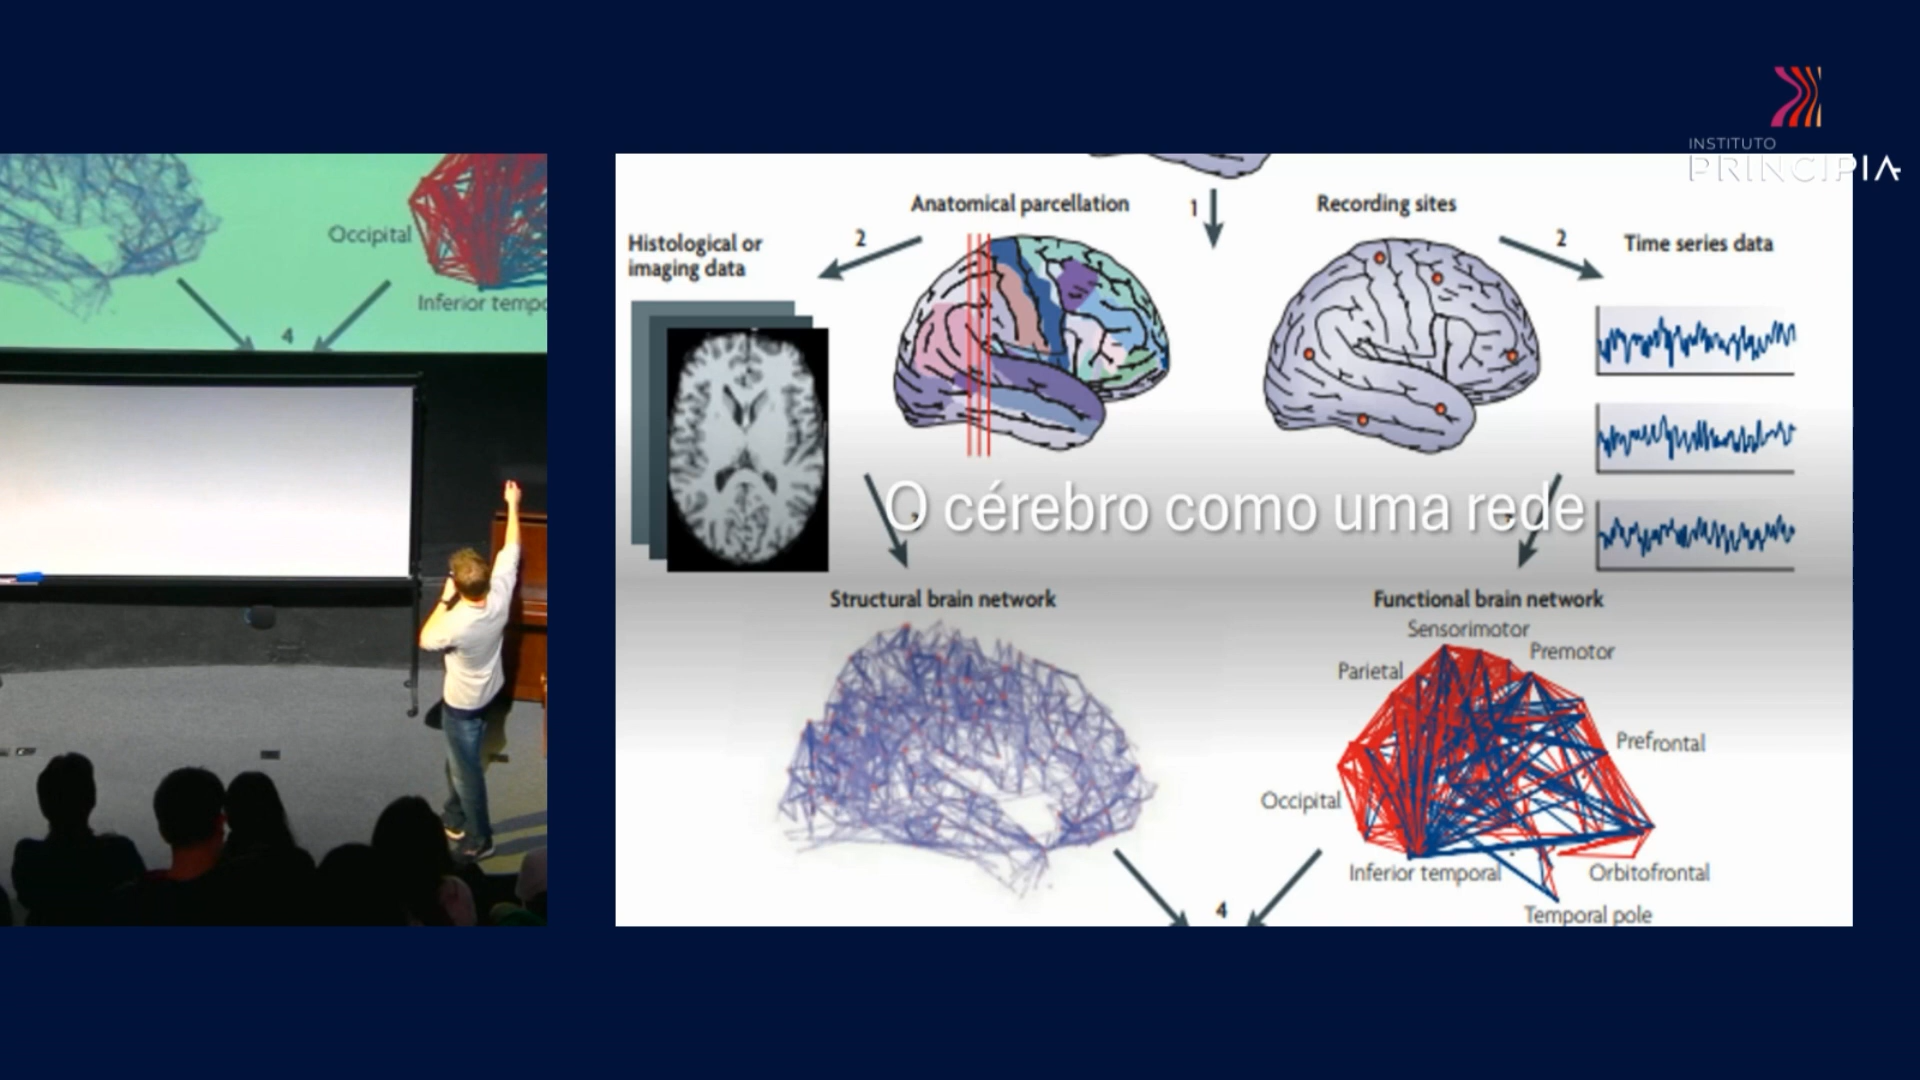 INSTITUTO
PRINCIPIA
Occipital
Inferior tempo
4
Anatomical parcellation
1
Recording sites
Histological or
imaging data
2
2
Time series data
O cérebro como uma rede
Structural brain network
Functional brain network
Sensorimotor
Premotor
Parietal
Prefrontal
Occipital
Inferior temporal
Orbitofrontal
4
Temporal pole